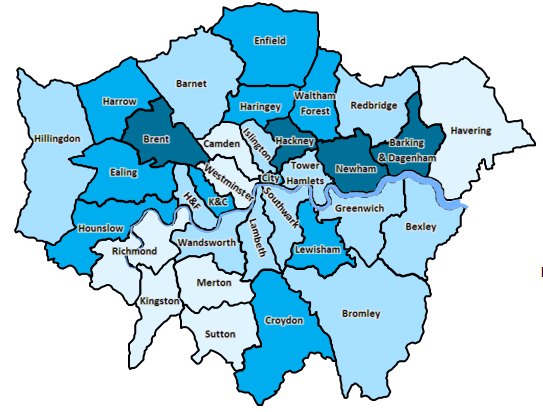 Enfield
Barnet
Harrow
Haringey
Waltham
Forest
Redbridge
Havering
Hillingdon
Brent
Camden
Islington
Hackney
Barking
& Dagenham
Ealing
Westminster
City
Tower
Hamlets
Newham
H&F
K&C
Southwark
Greenwich
Hounslow
Richmond
Wandsworth
Lambeth
Lewisham
Bexley
Kingston
Merton
Sutton
Croydon
Bromley